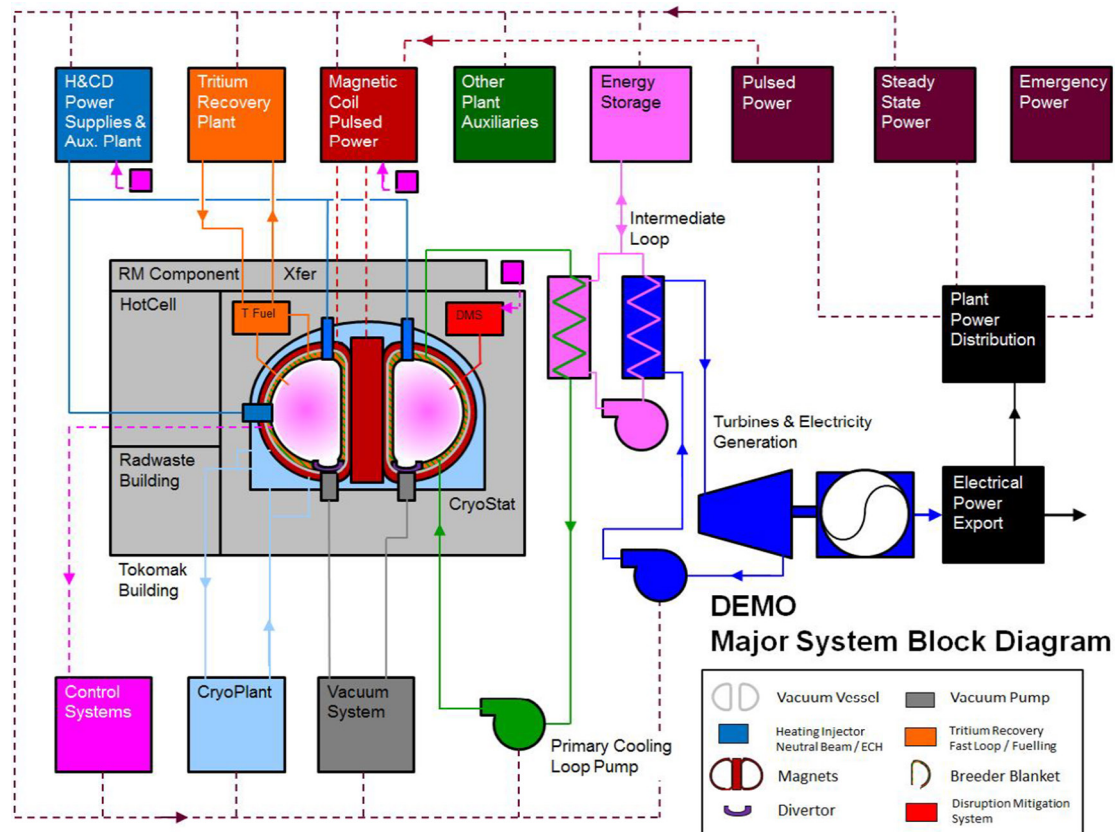 H&CD
Power
Supplies &
Aux. Plant
Tritium
Recovery
Plant
Magnetic
Coil
Pulsed
Power
Other
Plant
Auxiliaries
Energy
Storage
Pulsed
Power
Steady
State
Power
Emergency
Power
Intermediate
Loop
RM Component Xfer
HotCell
T Fuel
DMS
Plant
Power
Distribution
Turbines & Electricity
Generation
Radwaste
Building
CryoStat
Electrical
Power
Export
Tokomak
Building
DEMO
Major System Block Diagram
Control
Systems
CryoPlant
Vacuum
System
Primary Cooling
Loop Pump
Vacuum Vessel
Vacuum Pump
Heating Injector
Neutral Beam / ECH
Tritium Recovery
Fast Loop / Fuelling
Magnets
Breeder Blanket
Divertor
Disruption Mitigation
System